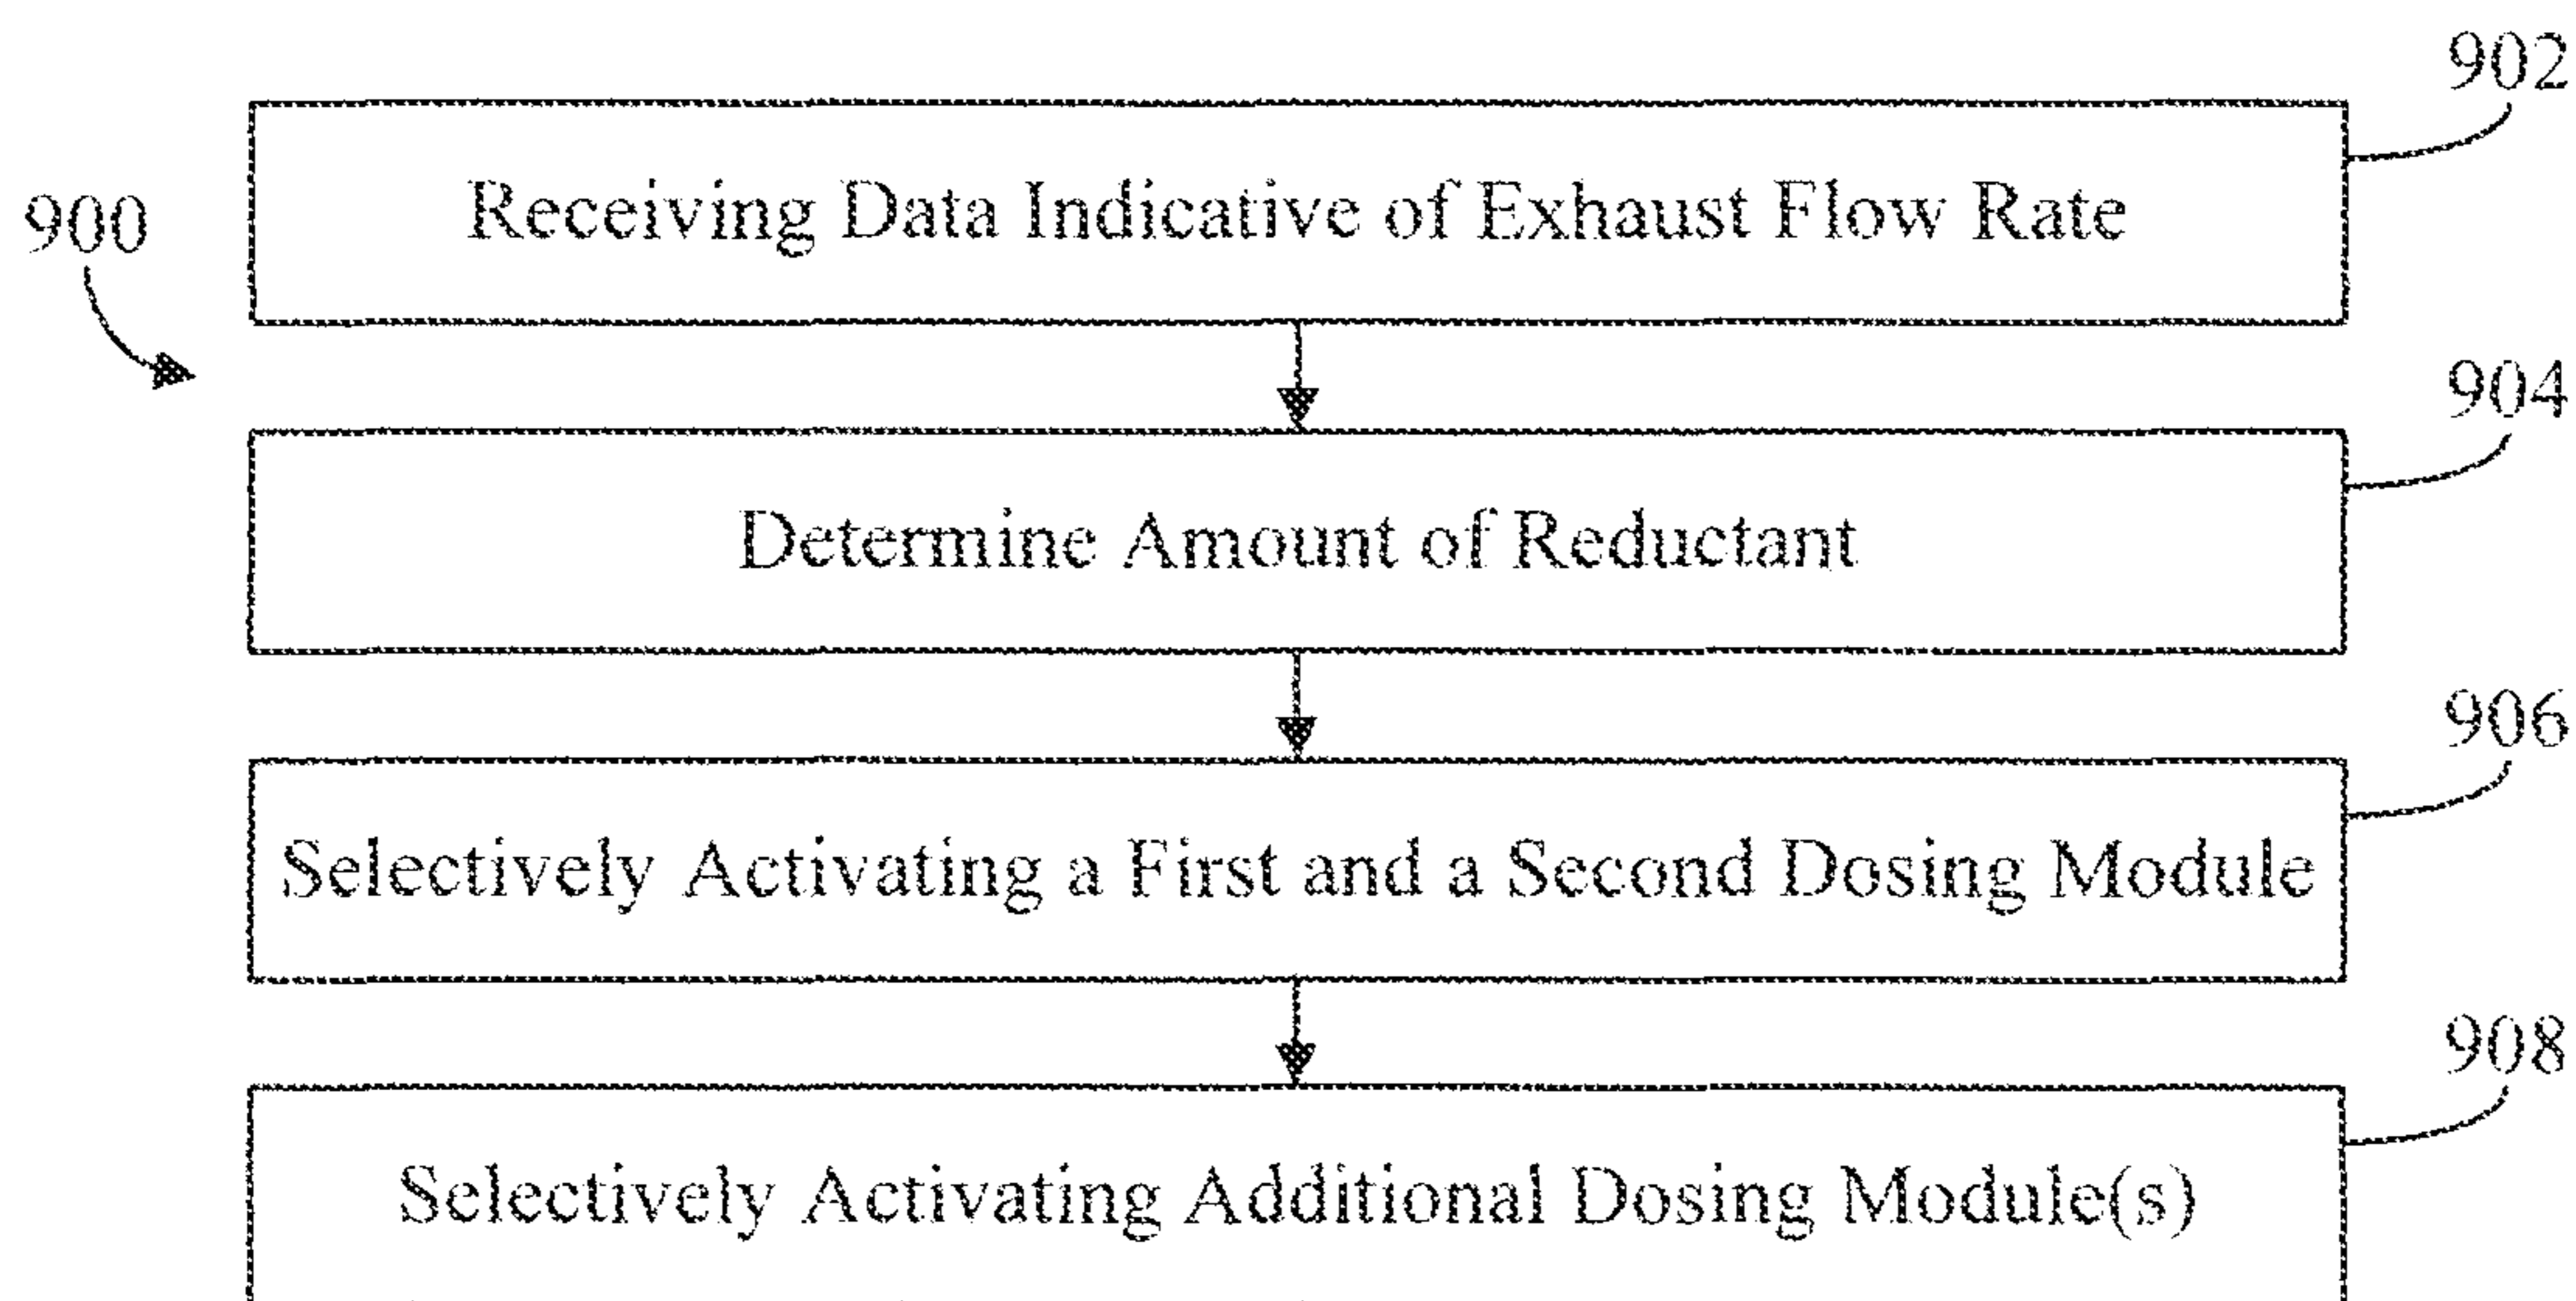 902
Receiving Data Indicative of Exhaust Flow Rate
900
904
Determine Amount of Reductant
906
Selectively Activating a First and a Second Dosing Module
908
Selectively Activating Additional Dosing Module(s)